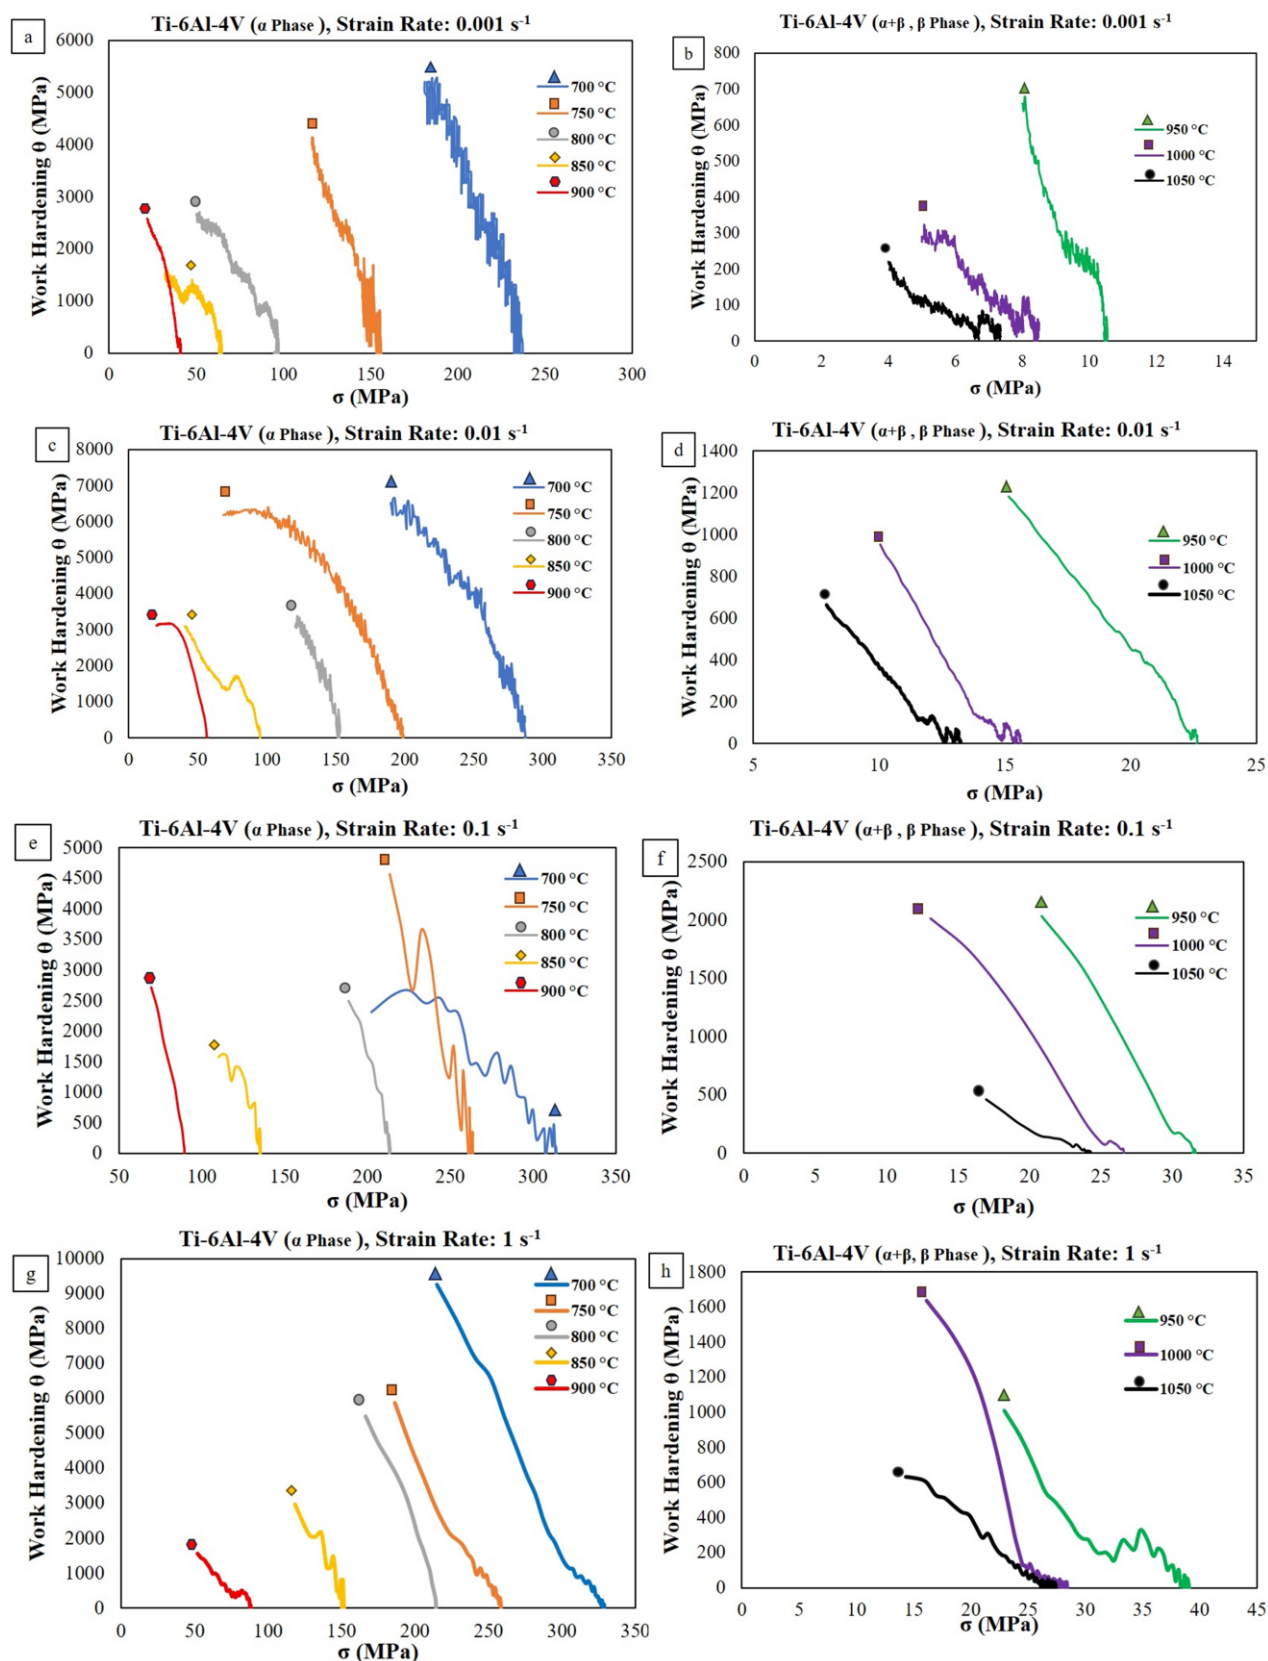 a
Ti-6Al-4V (α Phase ), Strain Rate: 0.001 s-1
Work Hardening θ (MPa)
6000
5000
4000
3000
2000
1000
0
700 °C
750 °C
800 °C
850 °C
900 °C
0 50 100 150 200 250 300
σ (MPa)
b
Ti-6Al-4V (α+β , β Phase ), Strain Rate: 0.001 s-1
Work Hardening θ (MPa)
800
700
600
500
400
300
200
100
0
950 °C
1000 °C
1050 °C
0 2 4 6 8 10 12 14
σ (MPa)
c
Ti-6Al-4V (α Phase ), Strain Rate: 0.01 s-1
Work Hardening θ (MPa)
8000
7000
6000
5000
4000
3000
2000
1000
0
700 °C
750 °C
800 °C
850 °C
900 °C
0 50 100 150 200 250 300 350
σ (MPa)
d
Ti-6Al-4V (α+β , β Phase ), Strain Rate: 0.01 s-1
Work Hardening θ (MPa)
1400
1200
1000
800
600
400
200
0
950 °C
1000 °C
1050 °C
5 10 15 20 25
σ (MPa)
e
Ti-6Al-4V (α Phase ), Strain Rate: 0.1 s-1
Work Hardening θ (MPa)
5000
4500
4000
3500
3000
2500
2000
1500
1000
500
0
700 °C
750 °C
800 °C
850 °C
900 °C
50 100 150 200 250 300 350
σ (MPa)
f
Ti-6Al-4V (α+β , β Phase ), Strain Rate: 0.1 s-1
Work Hardening θ (MPa)
2500
2000
1500
1000
500
0
950 °C
1000 °C
1050 °C
0 5 10 15 20 25 30 35
σ (MPa)
g
Ti-6Al-4V (α Phase ), Strain Rate: 1 s-1
Work Hardening θ (MPa)
10000
9000
8000
7000
6000
5000
4000
3000
2000
1000
0
700 °C
750 °C
800 °C
850 °C
900 °C
0 50 100 150 200 250 300 350
σ (MPa)
h
Ti-6Al-4V (α+β, β Phase ), Strain Rate: 1 s-1
Work Hardening θ (MPa)
1800
1600
1400
1200
1000
800
600
400
200
0
950 °C
1000 °C
1050 °C
0 5 10 15 20 25 30 35 40 45
σ (MPa)